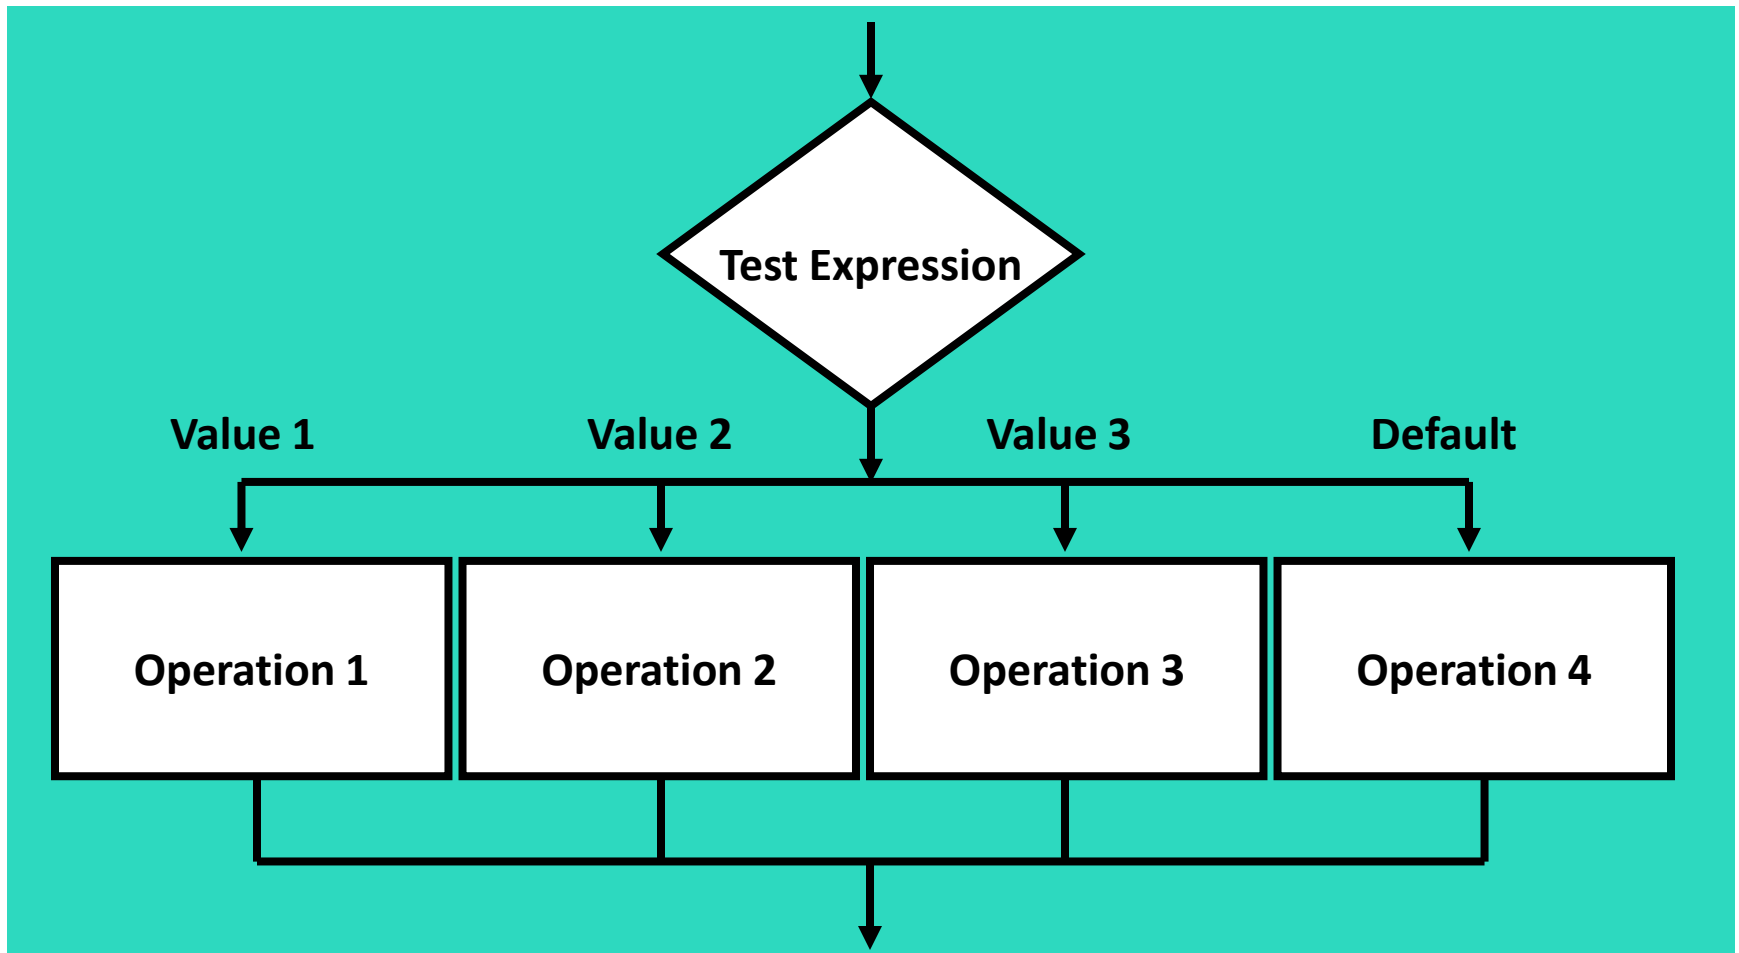 Test Expression
Value 1
Value 2
Value 3
Default
Operation 1
Operation 2
Operation 3
Operation 4